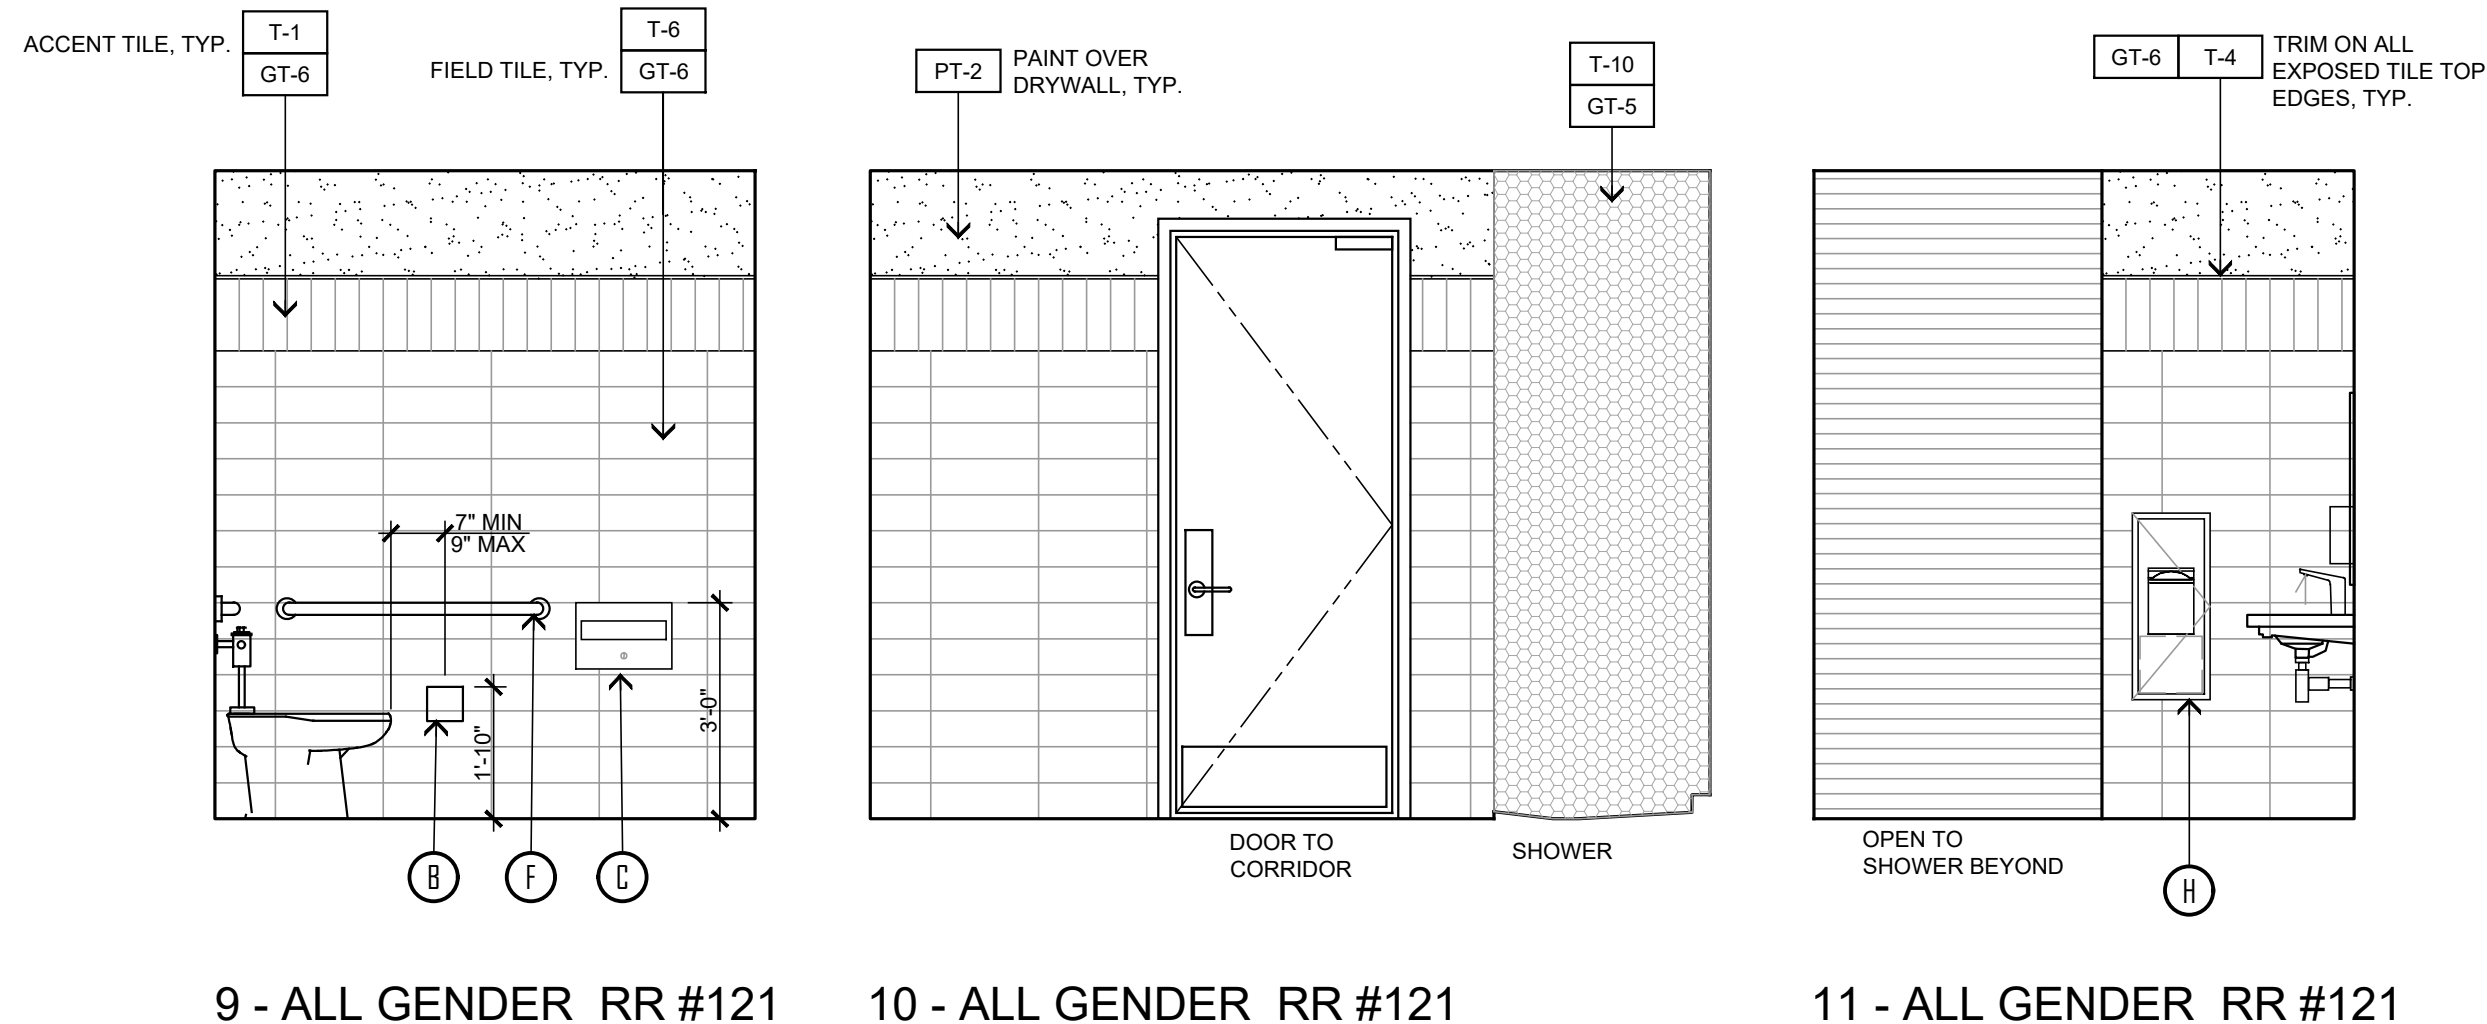 ACCENT TILE, TYP.
T-1
GT-6
FIELD TILE, TYP.
T-6
GT-6
7" MIN
9" MAX
1'-10"
3'-0"
B
F
C
9 - ALL GENDER RR #121
PT-2
PAINT OVER
DRYWALL, TYP.
T-10
GT-5
DOOR TO
CORRIDOR
SHOWER
10 - ALL GENDER RR #121
GT-6
T-4
TRIM ON ALL
EXPOSED TILE TOP
EDGES, TYP.
OPEN TO
SHOWER BEYOND
H
11 - ALL GENDER RR #121